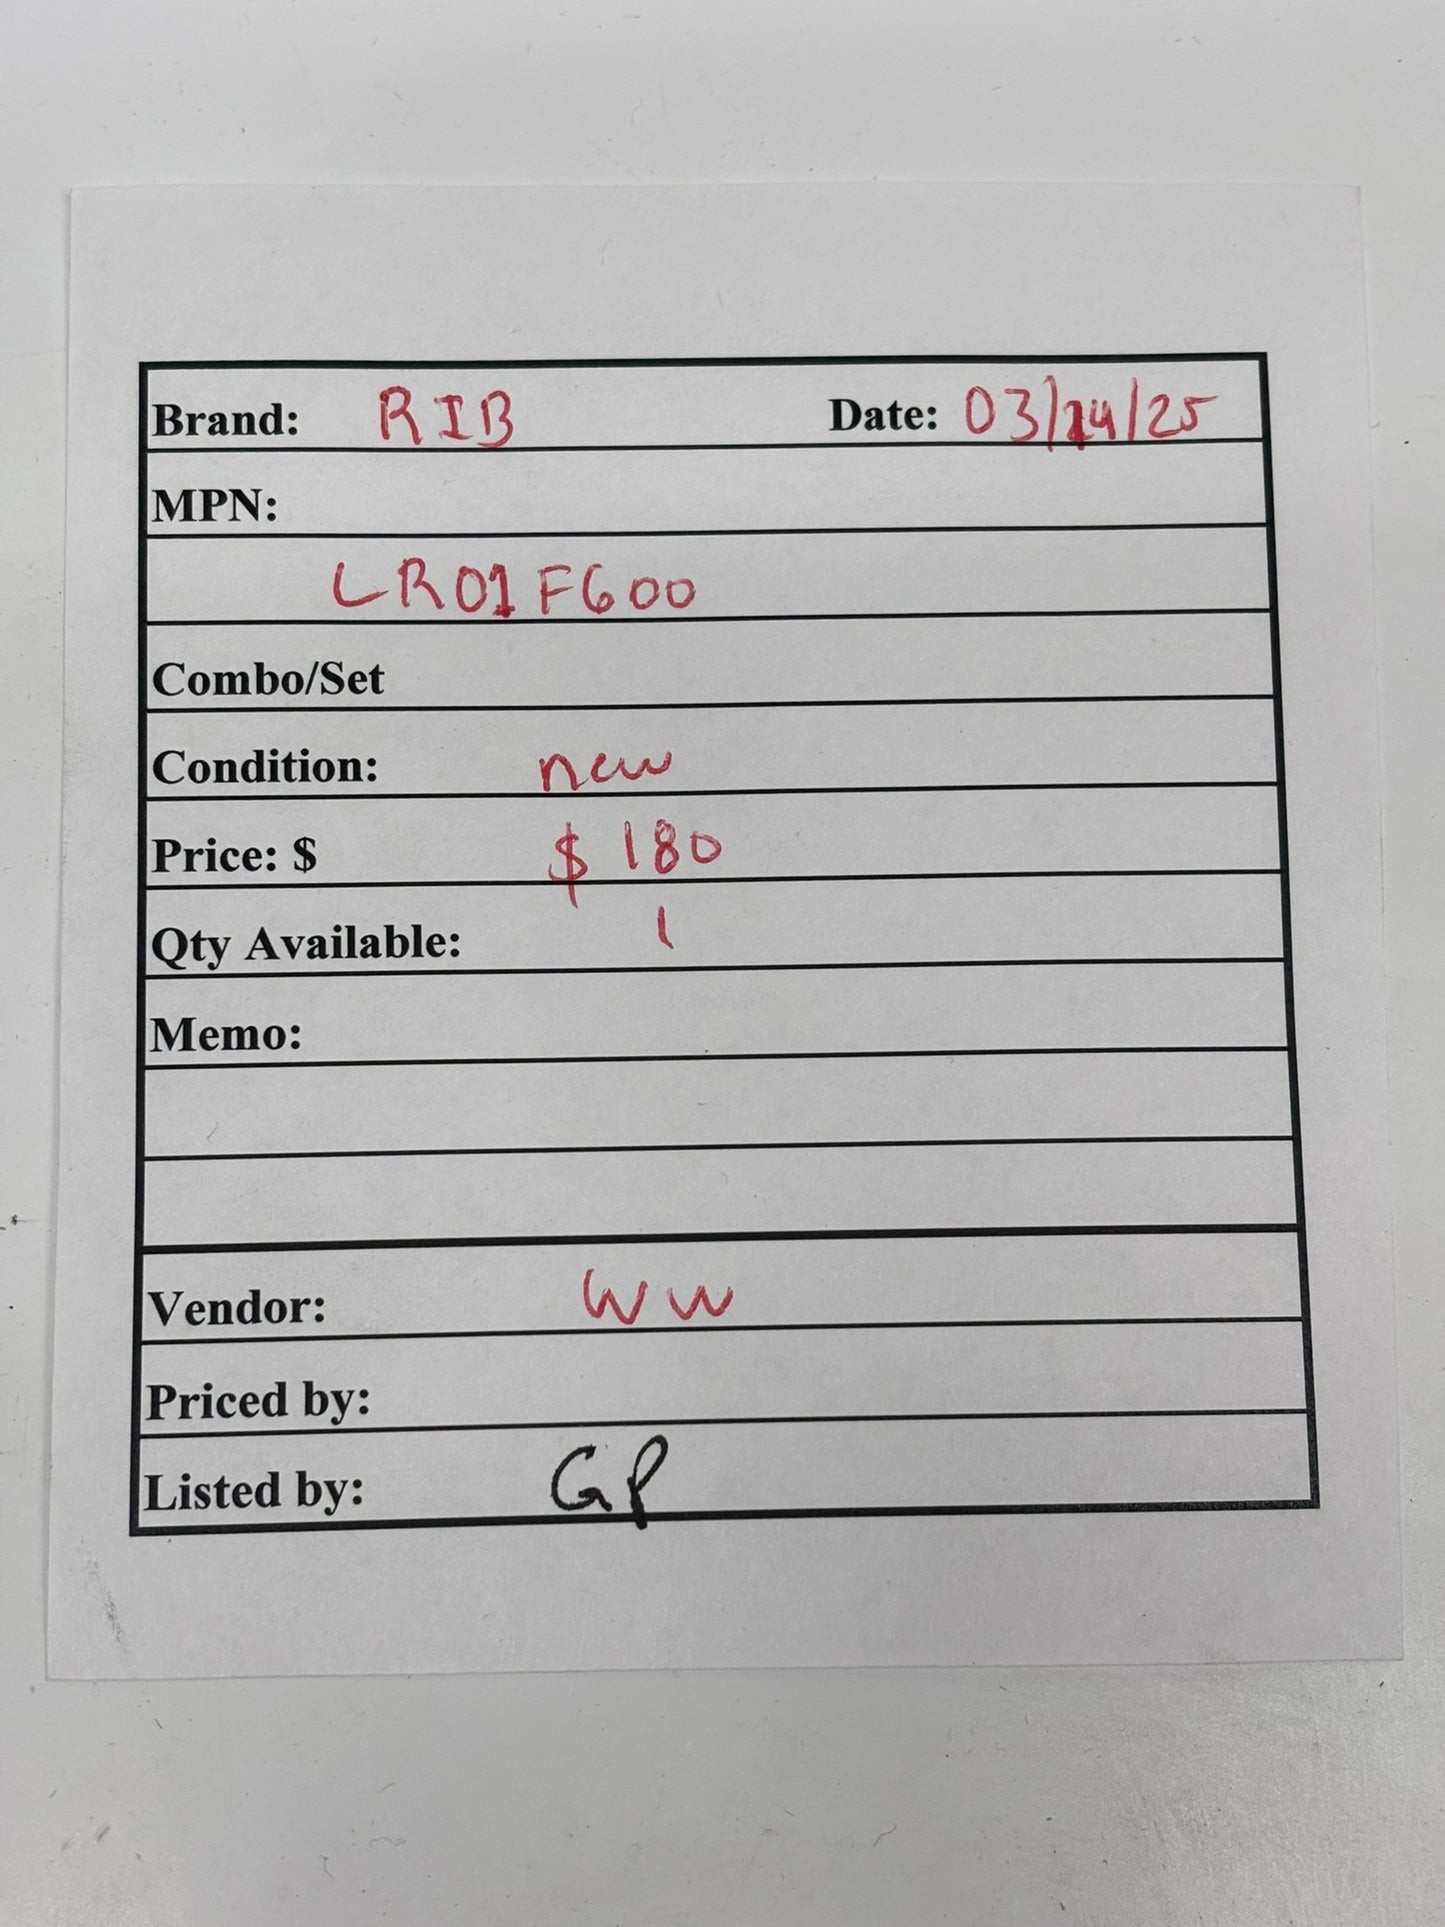 Brand: RIB Date: 03/24/25
MPN:
LR01F600
Combo/Set
Condition: new
Price: $ $ 180
Qty Available: 1
Memo:
Vendor: WW
Priced by:
Listed by: GP